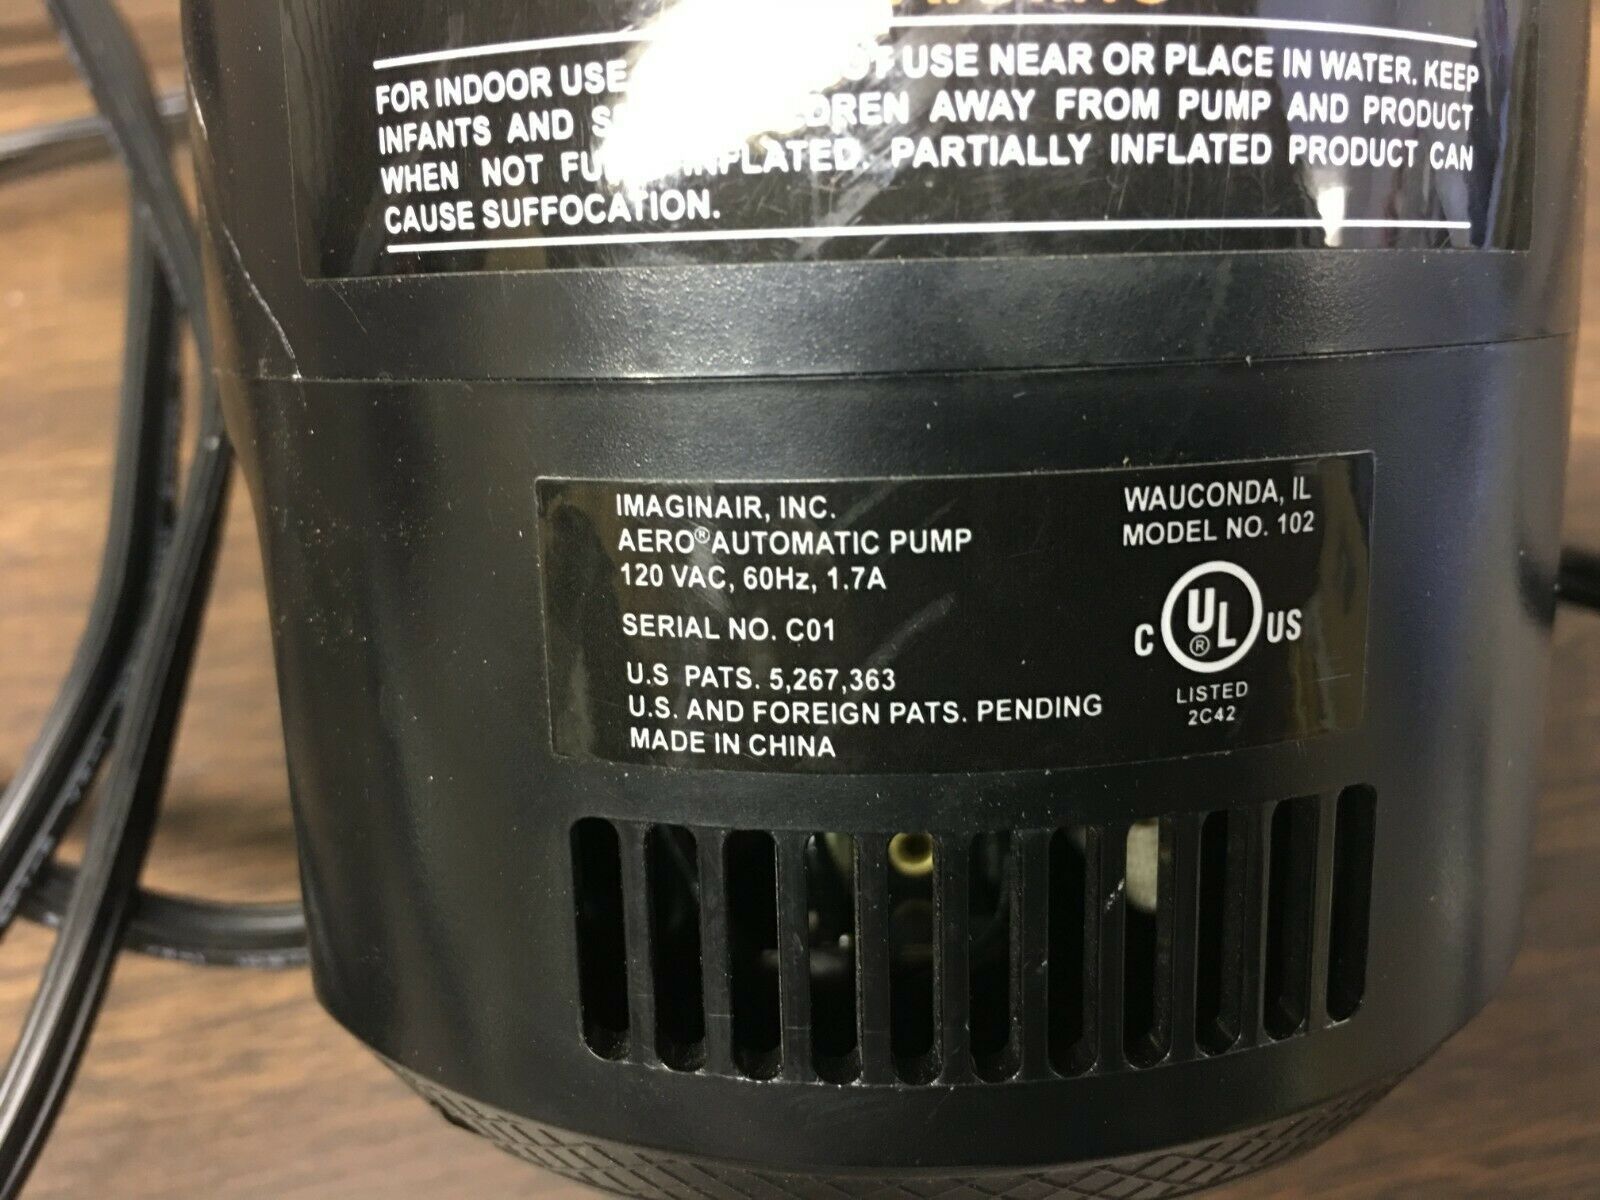 FOR INDOOR USE USE NEAR OR PLACE IN WATER. KEEP
INFANTS AND AWAY FROM PUMP AND PRODUCT
WHEN NOT INFLATED. PARTIALLY INFLATED PRODUCT CAN
CAUSE SUFFOCATION.
IMAGINAIR, INC.
AERO® AUTOMATIC PUMP
120 VAC, 60Hz, 1.7A
SERIAL NO. C01
U.S PATS. 5,267,363
U.S. AND FOREIGN PATS. PENDING
MADE IN CHINA
WAUCONDA, IL
MODEL NO. 102
C UL® US
LISTED
2C42